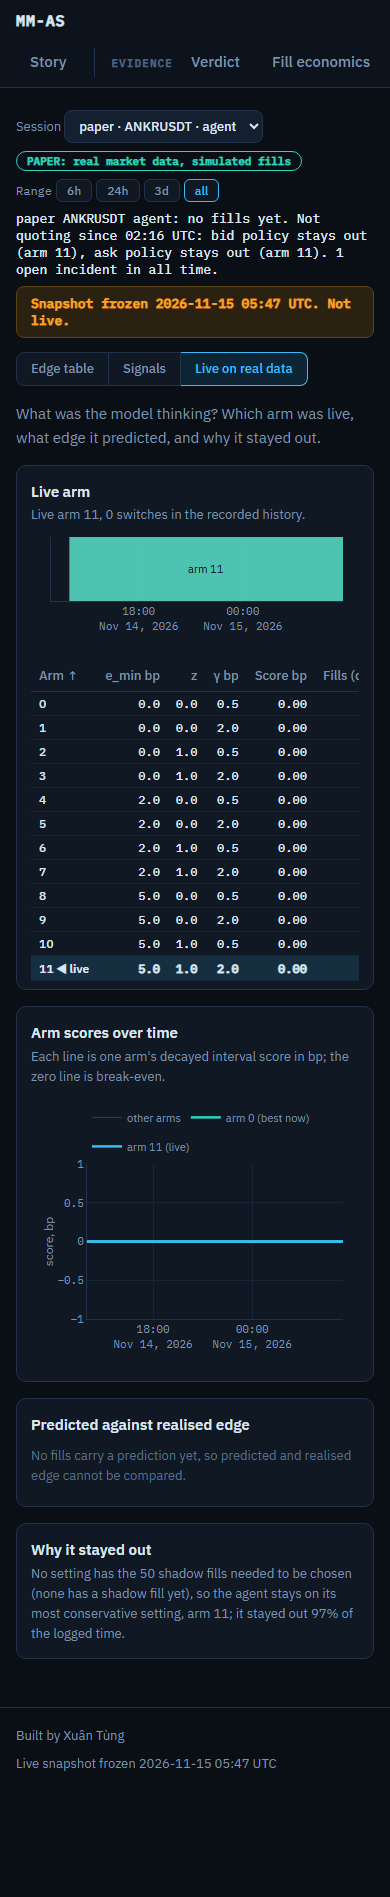 MM-AS
Story EVIDENCE Verdict Fill economics
Session paper · ANKRUSDT · agent
PAPER: real market data, simulated fills
Range 6h 24h 3d all
paper ANKRUSDT agent: no fills yet. Not
quoting since 02:16 UTC: bid policy stays out
(arm 11), ask policy stays out (arm 11). 1
open incident in all time.
Snapshot frozen 2026-11-15 05:47 UTC. Not
live.
Edge table Signals Live on real data
What was the model thinking? Which arm was live,
what edge it predicted, and why it stayed out.
Live arm
Live arm 11, 0 switches in the recorded history.
arm 11
18:00 00:00
Nov 14, 2026 Nov 15, 2026
Arm ↑ e_min bp z γ bp Score bp Fills (d
0 0.0 0.0 0.5 0.00
1 0.0 0.0 2.0 0.00
2 0.0 1.0 0.5 0.00
3 0.0 1.0 2.0 0.00
4 2.0 0.0 0.5 0.00
5 2.0 0.0 2.0 0.00
6 2.0 1.0 0.5 0.00
7 2.0 1.0 2.0 0.00
8 5.0 0.0 0.5 0.00
9 5.0 0.0 2.0 0.00
10 5.0 1.0 0.5 0.00
11 ◀ live 5.0 1.0 2.0 0.00
Arm scores over time
Each line is one arm's decayed interval score in bp; the
zero line is break-even.
other arms arm 0 (best now)
arm 11 (live)
score, bp
1
0.5
0
−0.5
−1
18:00 00:00
Nov 14, 2026 Nov 15, 2026
Predicted against realised edge
No fills carry a prediction yet, so predicted and realised
edge cannot be compared.
Why it stayed out
No setting has the 50 shadow fills needed to be chosen
(none has a shadow fill yet), so the agent stays on its
most conservative setting, arm 11; it stayed out 97% of
the logged time.
Built by Xuân Tùng
Live snapshot frozen 2026-11-15 05:47 UTC